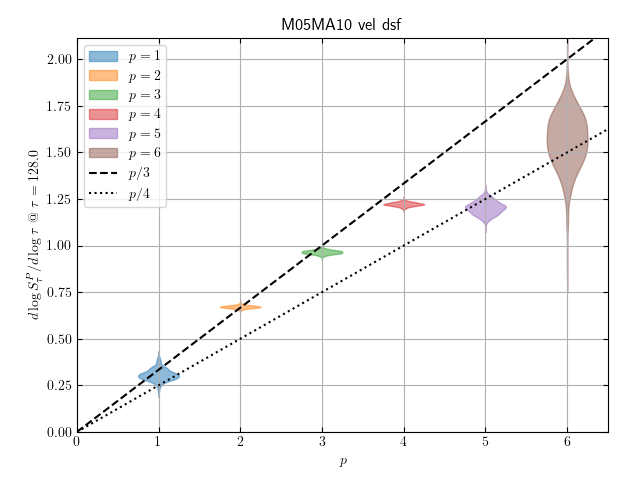 M05MA10 vel dsf
d log S_τ^P / d log τ @ τ = 128.0
2.00
1.75
1.50
1.25
1.00
0.75
0.50
0.25
0.00
p = 1
p = 2
p = 3
p = 4
p = 5
p = 6
p/3
p/4
0 1 2 3 4 5 6
p